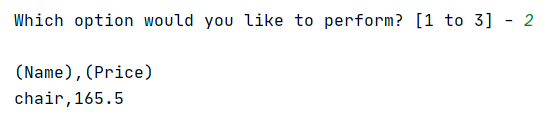 Which option would you like to perform? [1 to 3] - 2
(Name),(Price)
chair,165.5